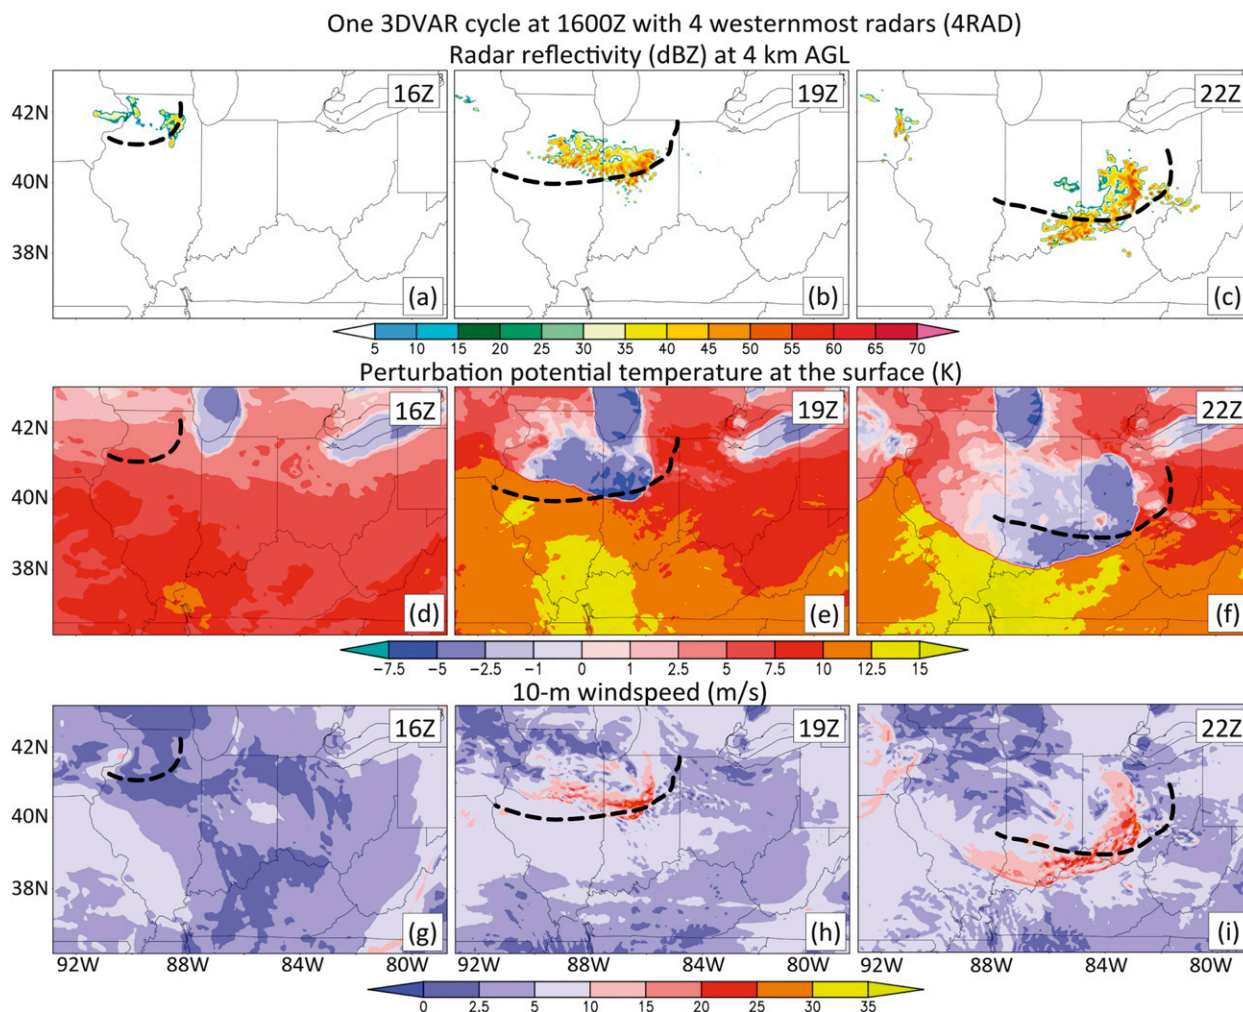 One 3DVAR cycle at 1600Z with 4 westernmost radars (4RAD)
Radar reflectivity (dBZ) at 4 km AGL
16Z 19Z 22Z
42N
40N
38N
(a) (b) (c)
5 10 15 20 25 30 35 40 45 50 55 60 65 70
Perturbation potential temperature at the surface (K)
16Z 19Z 22Z
42N
40N
38N
(d) (e) (f)
−7.5 −5 −2.5 −1 0 1 2.5 5 7.5 10 12.5 15
10-m windspeed (m/s)
16Z 19Z 22Z
42N
40N
38N
(g) (h) (i)
92W 88W 84W 80W 92W 88W 84W 80W 92W 88W 84W 80W
0 2.5 5 10 15 20 25 30 35